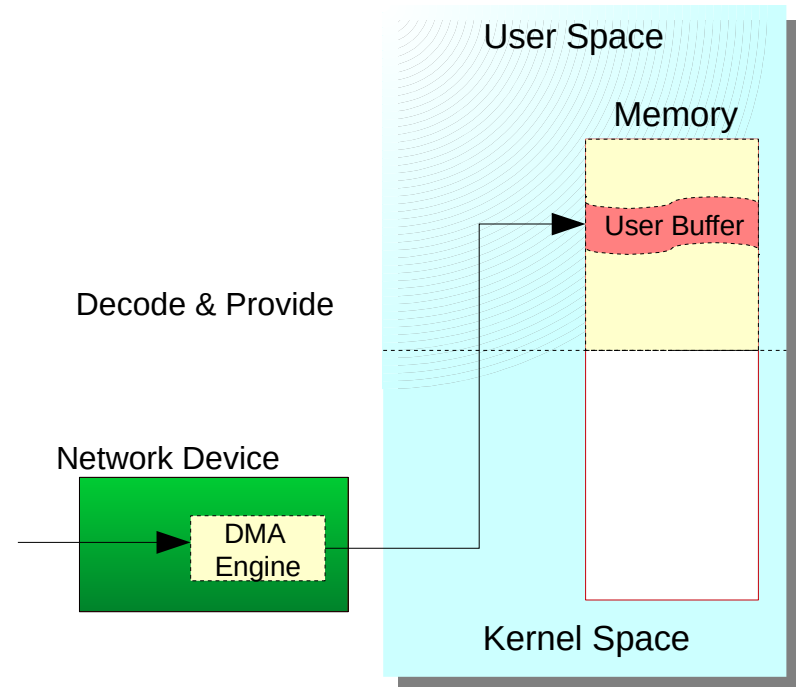 User Space
Memory
User Buffer
Decode & Provide
Network Device
DMA
Engine
Kernel Space